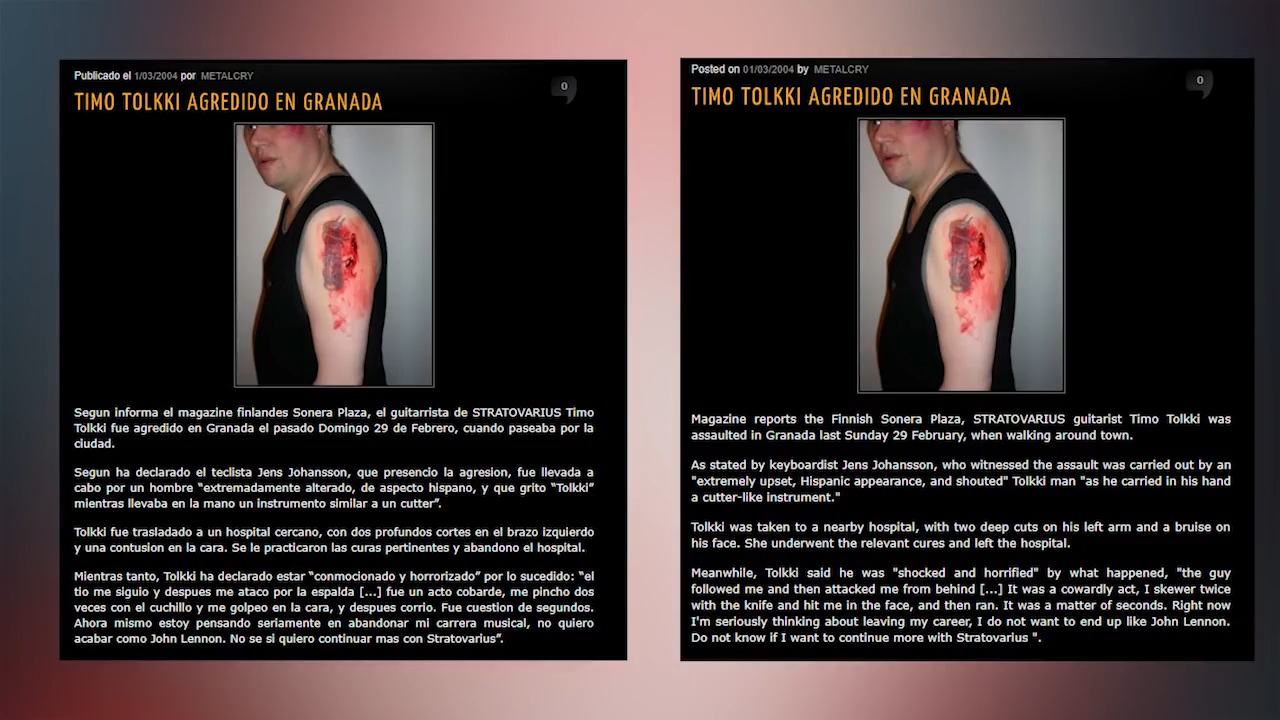 Publicado el 1/03/2004 por METALCRY
0
TIMO TOLKKI AGREDIDO EN GRANADA
Segun informa el magazine finlandes Sonera Plaza, el guitarrista de STRATOVARIUS Timo
Tolkki fue agredido en Granada el pasado Domingo 29 de Febrero, cuando paseaba por la
ciudad.
Segun ha declarado el teclista Jens Johansson, que presencio la agresion, fue llevada a
cabo por un hombre “extremadamente alterado, de aspecto hispano, y que grito “Tolkki”
mientras llevaba en la mano un instrumento similar a un cutter”.
Tolkki fue trasladado a un hospital cercano, con dos profundos cortes en el brazo izquierdo
y una contusion en la cara. Se le practicaron las curas pertinentes y abandono el hospital.
Mientras tanto, Tolkki ha declarado estar “conmocionado y horrorizado” por lo sucedido: “el
tio me siguio y despues me ataco por la espalda [...] fue un acto cobarde, me pincho dos
veces con el cuchillo y me golpeo en la cara, y despues corrio. Fue cuestion de segundos.
Ahora mismo estoy pensando seriamente en abandonar mi carrera musical, no quiero
acabar como John Lennon. No se si quiero continuar mas con Stratovarius”.
Posted on 01/03/2004 by METALCRY
0
TIMO TOLKKI AGREDIDO EN GRANADA
Magazine reports the Finnish Sonera Plaza, STRATOVARIUS guitarist Timo Tolkki was
assaulted in Granada last Sunday 29 February, when walking around town.
As stated by keyboardist Jens Johansson, who witnessed the assault was carried out by an
"extremely upset, Hispanic appearance, and shouted" Tolkki man "as he carried in his hand
a cutter-like instrument."
Tolkki was taken to a nearby hospital, with two deep cuts on his left arm and a bruise on
his face. She underwent the relevant cures and left the hospital.
Meanwhile, Tolkki said he was "shocked and horrified" by what happened, "the guy
followed me and then attacked me from behind [...] It was a cowardly act, I skewer twice
with the knife and hit me in the face, and then ran. It was a matter of seconds. Right now
I'm seriously thinking about leaving my career, I do not want to end up like John Lennon.
Do not know if I want to continue more with Stratovarius ".